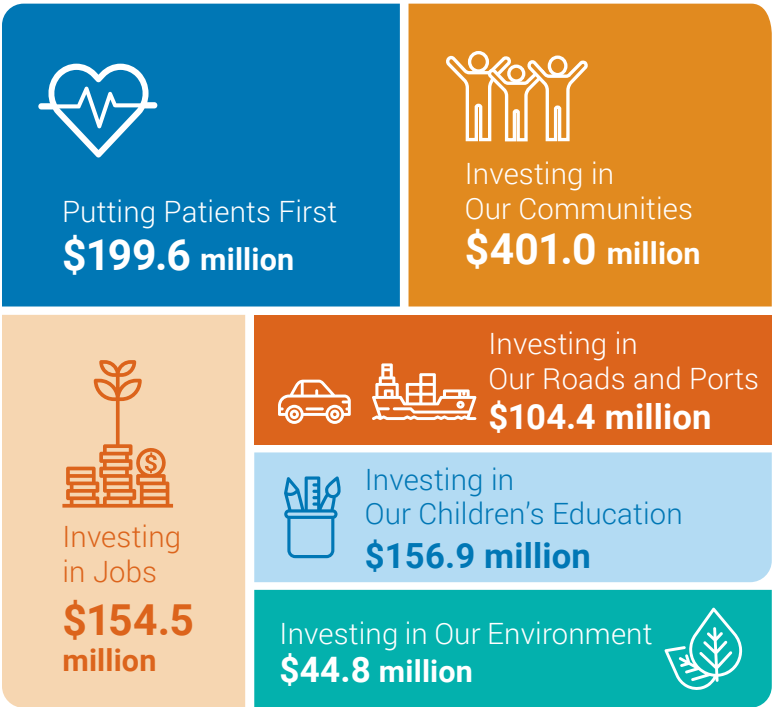 Putting Patients First
$199.6 million
Investing in
Our Communities
$401.0 million
Investing
in Jobs
$154.5
million
Investing in
Our Roads and Ports
$104.4 million
Investing in
Our Children's Education
$156.9 million
Investing in Our Environment
$44.8 million
$